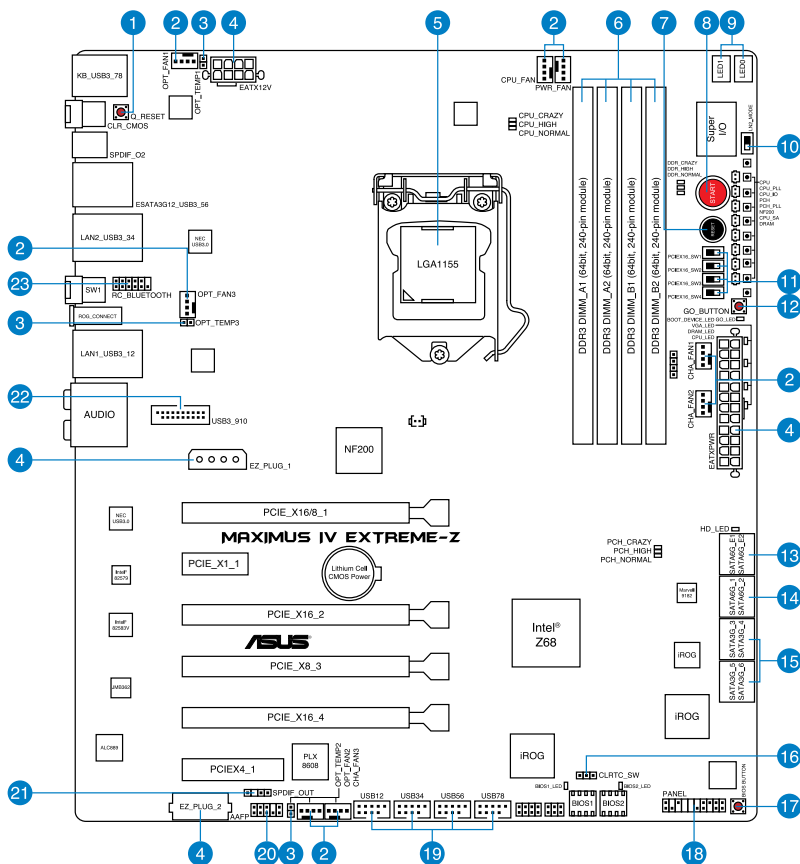 1
2
3
4
5
2
6
7
8
9
KB_USB3_78
OPT_FAN1
OPT_TEMP1
EATX12V
CPU_FAN
PWR_FAN
LED1
LED0
Q_RESET
CLR_CMOS
CPU_CRAZY
CPU_HIGH
CPU_NORMAL
Super
I/O
LN2_MODE
10
SPDIF_O2
DDR_CRAZY
DDR_HIGH
DDR_NORMAL
START
CPU
CPU_PLL
CPU_IO
PCH
PCH_PLL
NF200
CPU_SA
DRAM
ESATA3G12_USB3_56
LAN2_USB3_34
NEC
USB3.0
RESET
2
LGA1155
DDR3 DIMM_A1 (64bit, 240-pin module)
DDR3 DIMM_A2 (64bit, 240-pin module)
DDR3 DIMM_B1 (64bit, 240-pin module)
DDR3 DIMM_B2 (64bit, 240-pin module)
PCIEX16_SW1
PCIEX16_SW2
PCIEX16_SW3
PCIEX16_SW4
11
23
SW1
RC_BLUETOOTH
OPT_FAN3
GO_BUTTON
12
ROG_CONNECT
3
OPT_TEMP3
BOOT_DEVICE_LED
GO_LED
VGA_LED
DRAM_LED
CPU_LED
LAN1_USB3_12
CHA_FAN1
2
22
AUDIO
USB3_910
CHA_FAN2
4
EATXPWR
4
EZ_PLUG_1
NF200
NEC
USB3.0
PCIE_X16/8_1
MAXIMUS IV EXTREME-Z
HD_LED
PCH_CRAZY
PCH_HIGH
PCH_NORMAL
SATA6G_E1
SATA6G_E2
13
Intel®
82579
PCIE_X1_1
Lithium Cell
CMOS Power
Marvell
9182
SATA6G_1
SATA6G_2
14
Intel®
82583V
PCIE_X16_2
Intel®
Z68
SATA3G_3
SATA3G_4
15
ASUS
iROG
JMB362
PCIE_X8_3
SATA3G_5
SATA3G_6
PCIE_X16_4
iROG
ALC889
PLX
8608
iROG
PCIEX4_1
OPT_TEMP2
OPT_FAN2
CHA_FAN3
CLRTC_SW
16
21
SPDIF_OUT
USB12
USB34
USB56
USB78
BIOS1_LED
BIOS2_LED
BIOS1
BIOS2
PANEL
BIOS BUTTON
17
EZ_PLUG_2
AAFP
4
20
3
2
19
18